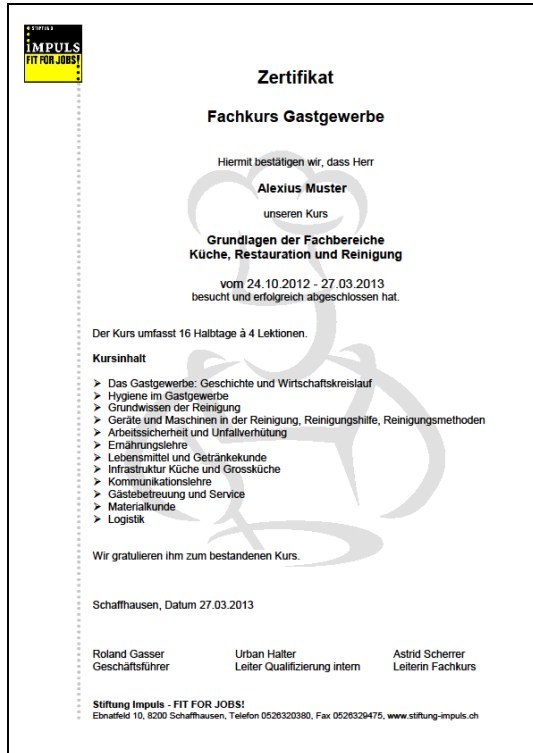 STIFTUNG
iMPULS
FIT FOR JOBS!
Zertifikat
Fachkurs Gastgewerbe
Hiermit bestätigen wir, dass Herr
Alexius Muster
unseren Kurs
Grundlagen der Fachbereiche
Küche, Restauration und Reinigung
vom 24.10.2012 - 27.03.2013
besucht und erfolgreich abgeschlossen hat.
Der Kurs umfasst 16 Halbtage à 4 Lektionen.
Kursinhalt
➢ Das Gastgewerbe: Geschichte und Wirtschaftskreislauf
➢ Hygiene im Gastgewerbe
➢ Grundwissen der Reinigung
➢ Geräte und Maschinen in der Reinigung, Reinigungshilfe, Reinigungsmethoden
➢ Arbeitssicherheit und Unfallverhütung
➢ Ernährungslehre
➢ Lebensmittel und Getränkekunde
➢ Infrastruktur Küche und Grossküche
➢ Kommunikationslehre
➢ Gästebetreuung und Service
➢ Materialkunde
➢ Logistik
Wir gratulieren ihm zum bestandenen Kurs.
Schaffhausen, Datum 27.03.2013
Roland Gasser Urban Halter Astrid Scherrer
Geschäftsführer Leiter Qualifizierung intern Leiterin Fachkurs
Stiftung Impuls - FIT FOR JOBS!
Ebnatfeld 10, 8200 Schaffhausen, Telefon 0526320380, Fax 0526329475, www.stiftung-impuls.ch